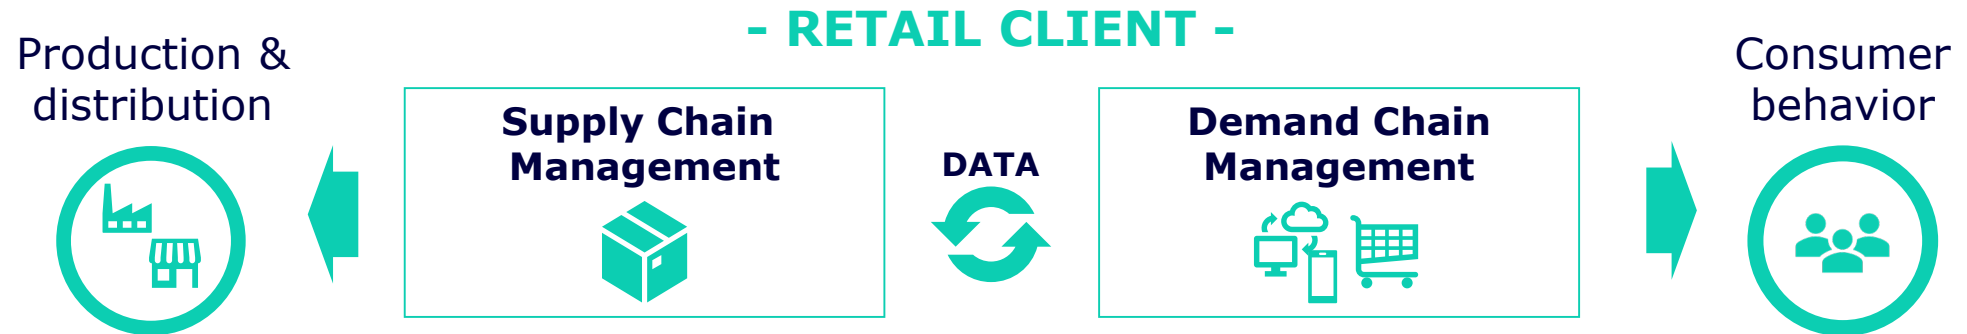 - RETAIL CLIENT -
Production &
distribution
Supply Chain
Management
DATA
Demand Chain
Management
Consumer
behavior